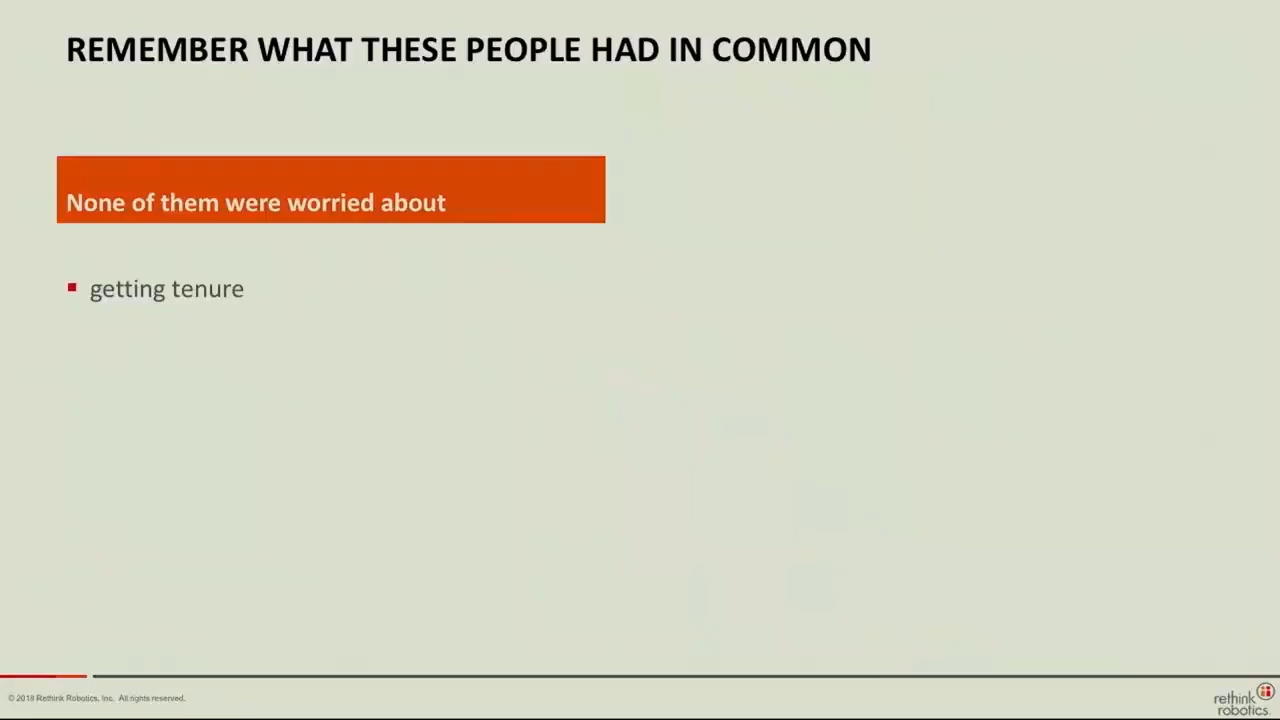 REMEMBER WHAT THESE PEOPLE HAD IN COMMON
None of them were worried about
getting tenure
© 2018 Rethink Robotics, Inc. All rights reserved.
rethink
robotics.